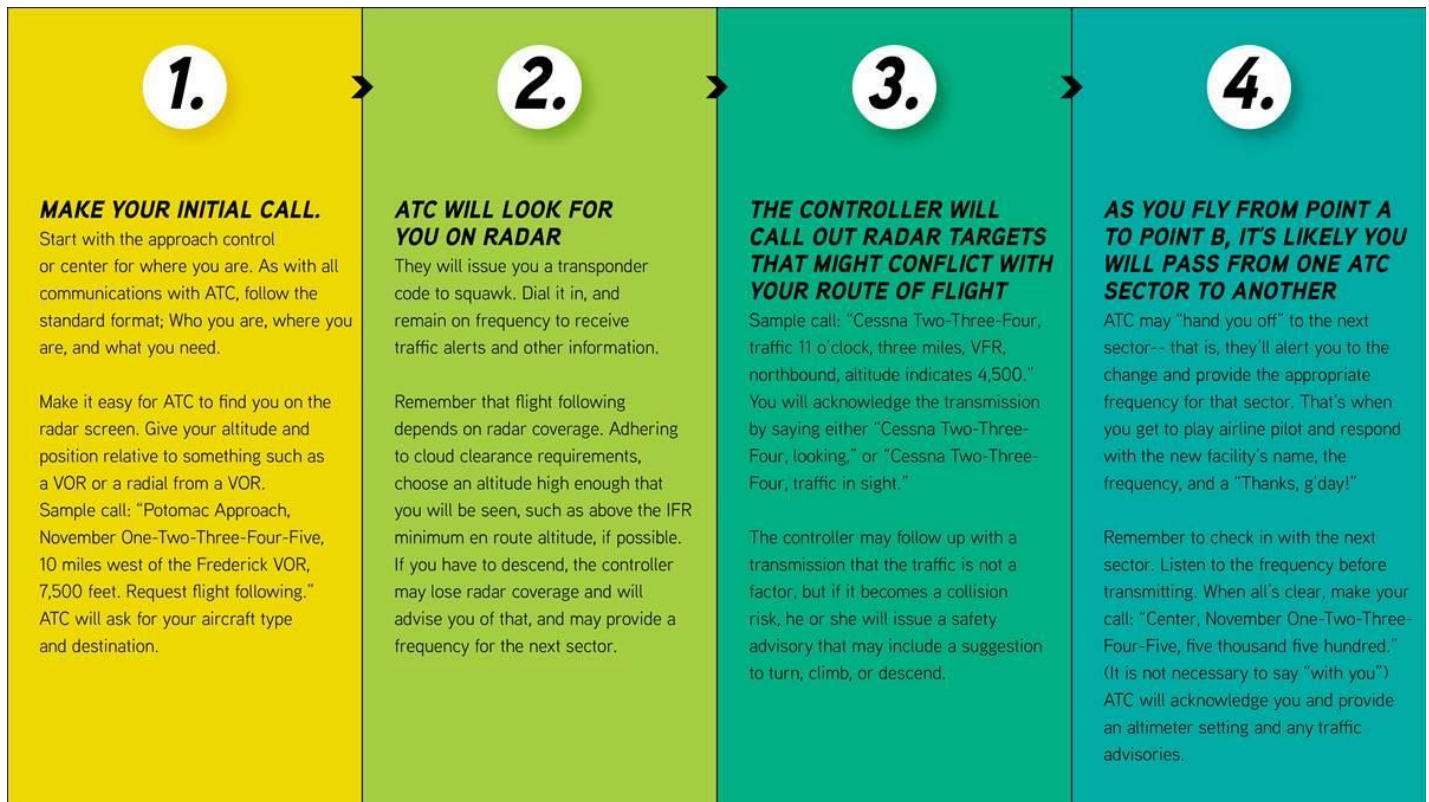 1.
MAKE YOUR INITIAL CALL.
Start with the approach control
or center for where you are. As with all
communications with ATC, follow the
standard format; Who you are, where you
are, and what you need.
Make it easy for ATC to find you on the
radar screen. Give your altitude and
position relative to something such as
a VOR or a radial from a VOR.
Sample call: “Potomac Approach,
November One-Two-Three-Four-Five,
10 miles west of the Frederick VOR,
7,500 feet. Request flight following.”
ATC will ask for your aircraft type
and destination.
2.
ATC WILL LOOK FOR
YOU ON RADAR
They will issue you a transponder
code to squawk. Dial it in, and
remain on frequency to receive
traffic alerts and other information.
Remember that flight following
depends on radar coverage. Adhering
to cloud clearance requirements,
choose an altitude high enough that
you will be seen, such as above the IFR
minimum en route altitude, if possible.
If you have to descend, the controller
may lose radar coverage and will
advise you of that, and may provide a
frequency for the next sector.
3.
THE CONTROLLER WILL
CALL OUT RADAR TARGETS
THAT MIGHT CONFLICT WITH
YOUR ROUTE OF FLIGHT
Sample call: “Cessna Two-Three-Four,
traffic 11 o’clock, three miles, VFR,
northbound, altitude indicates 4,500.”
You will acknowledge the transmission
by saying either “Cessna Two-Three-
Four, looking,” or “Cessna Two-Three-
Four, traffic in sight.”
The controller may follow up with a
transmission that the traffic is not a
factor, but if it becomes a collision
risk, he or she will issue a safety
advisory that may include a suggestion
to turn, climb, or descend.
4.
AS YOU FLY FROM POINT A
TO POINT B, IT’S LIKELY YOU
WILL PASS FROM ONE ATC
SECTOR TO ANOTHER
ATC may “hand you off” to the next
sector-- that is, they’ll alert you to the
change and provide the appropriate
frequency for that sector. That’s when
you get to play airline pilot and respond
with the new facility’s name, the
frequency, and a “Thanks, g’day!”
Remember to check in with the next
sector. Listen to the frequency before
transmitting. When all’s clear, make your
call: “Center, November One-Two-Three-
Four-Five, five thousand five hundred.”
(It is not necessary to say “with you”)
ATC will acknowledge you and provide
an altimeter setting and any traffic
advisories.